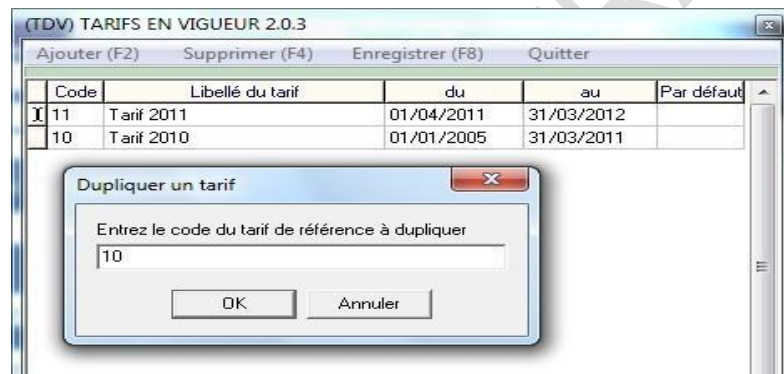 (TDV) TARIFS EN VIGUEUR 2.0.3
Ajouter (F2) Supprimer (F4) Enregistrer (F8) Quitter
Code Libellé du tarif du au Par défaut
11 Tarif 2011 01/04/2011 31/03/2012
10 Tarif 2010 01/01/2005 31/03/2011
Dupliquer un tarif
Entrez le code du tarif de référence à dupliquer
10
OK Annuler